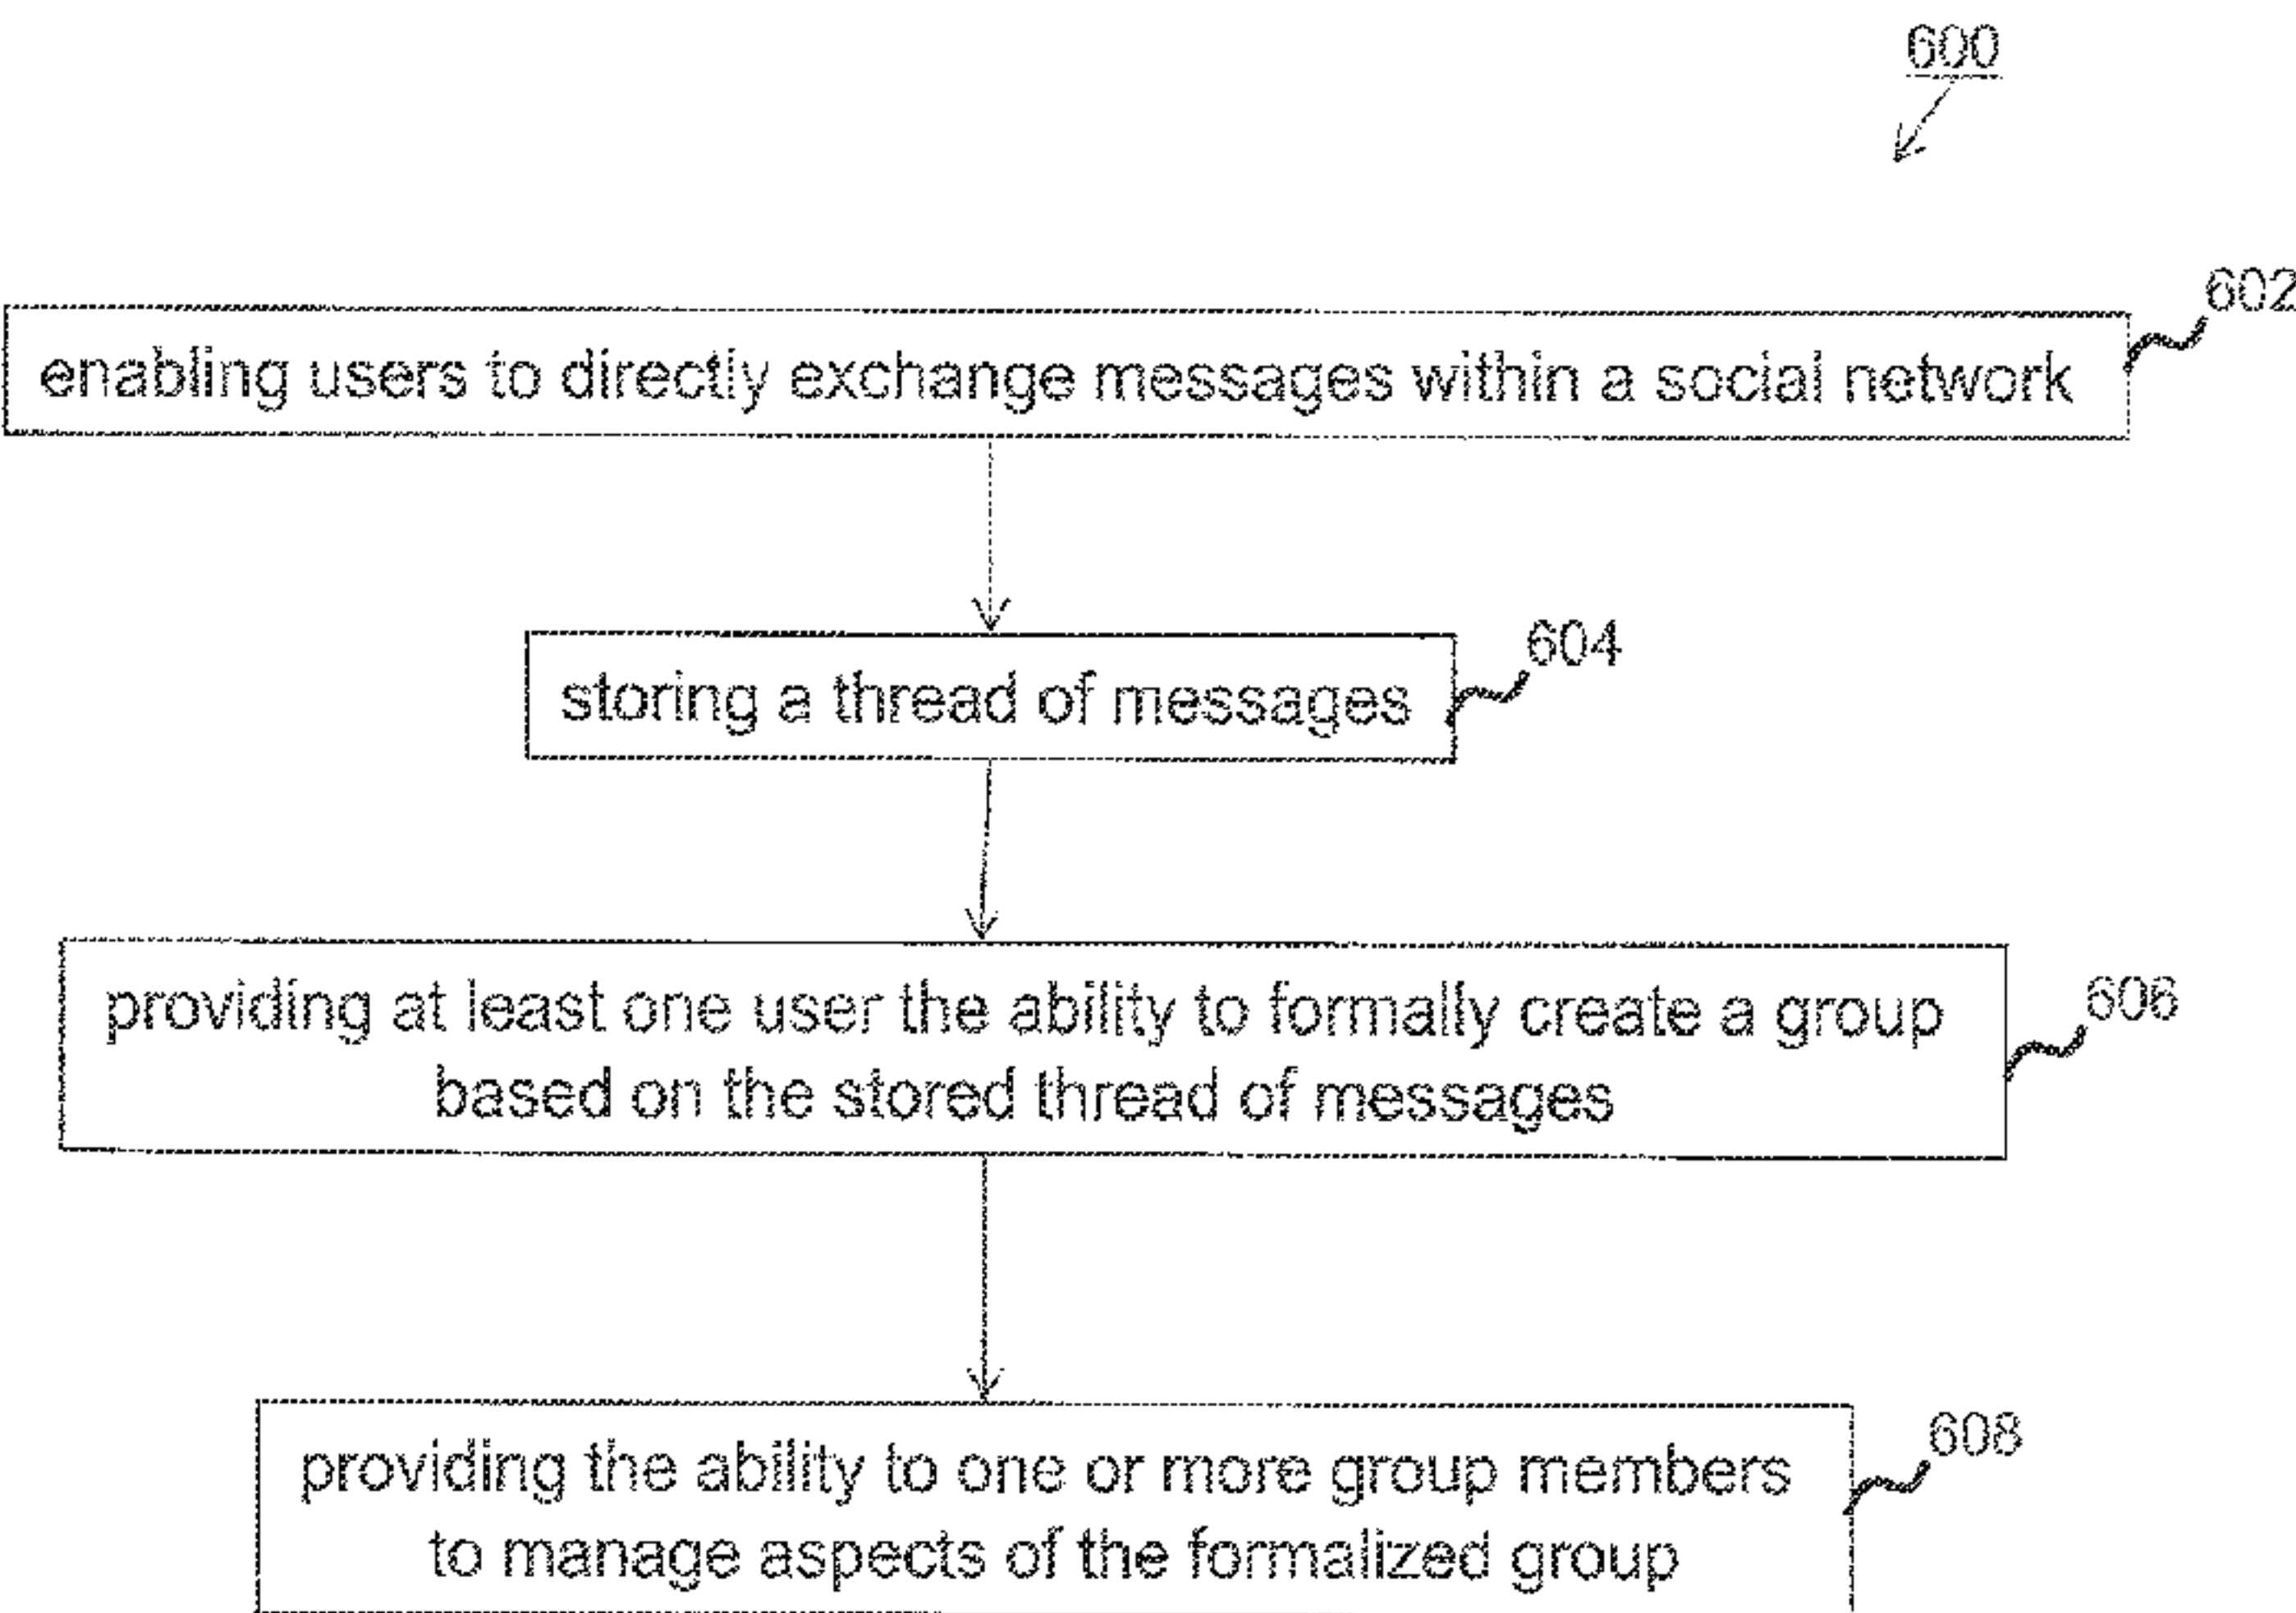 600
602
enabling users to directly exchange messages within a social network
604
storing a thread of messages
606
providing at least one user the ability to formally create a group
based on the stored thread of messages
608
providing the ability to one or more group members
to manage aspects of the formalized group